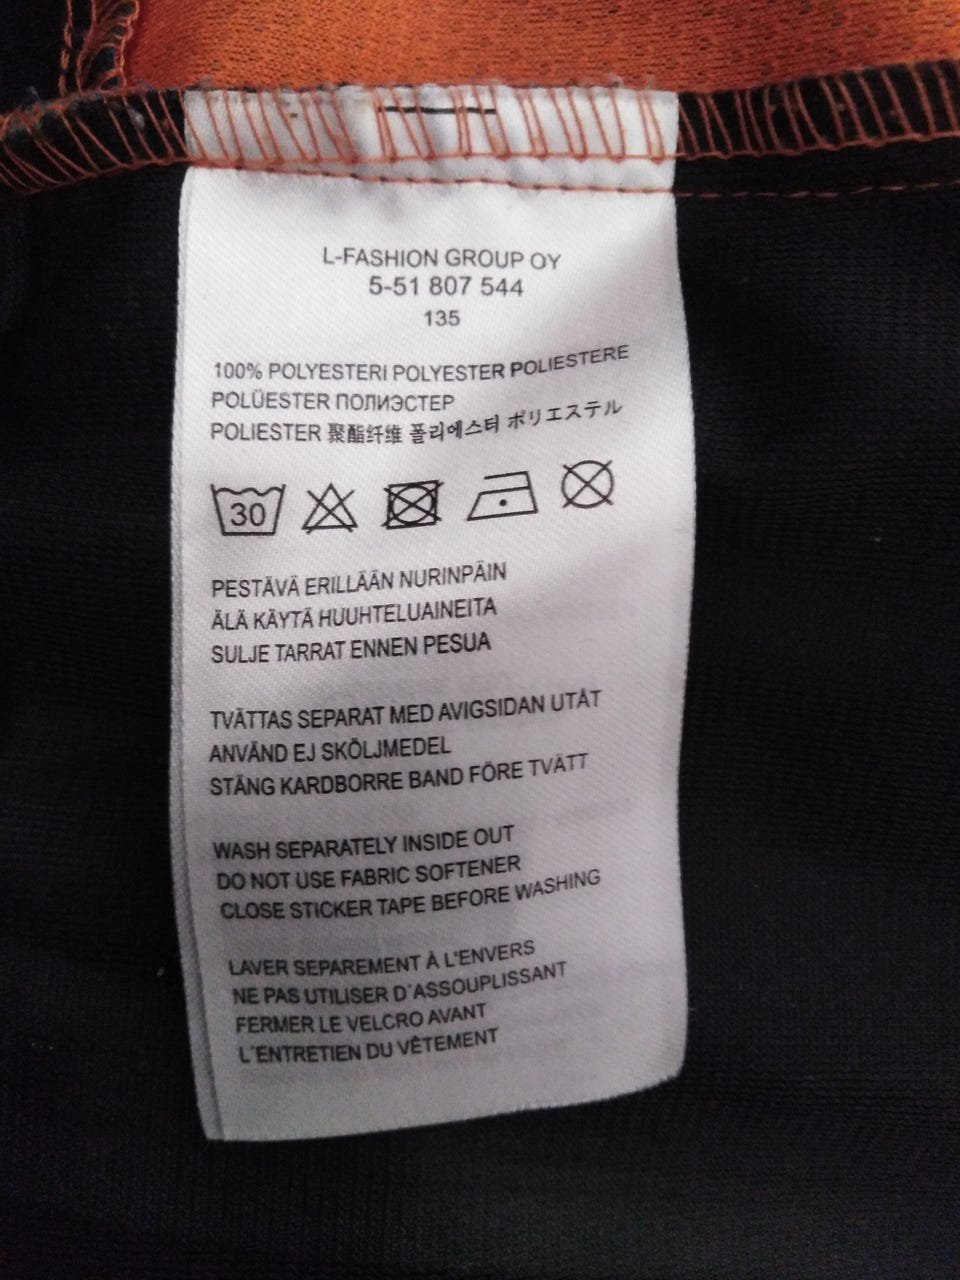 L-FASHION GROUP OY
5-51 807 544
135
100% POLYESTERI POLYESTER POLIESTERE
POLÜESTER ПОЛИЭСТЕР
POLIESTER 聚酯纤维 폴리에스터 ポリエステル
30
PESTÄVÄ ERILLÄÄN NURINPÄIN
ÄLÄ KÄYTÄ HUUHTELUAINEITA
SULJE TARRAT ENNEN PESUA
TVÄTTAS SEPARAT MED AVIGSIDAN UTÅT
ANVÄND EJ SKÖLJMEDEL
STÄNG KARDBORRE BAND FÖRE TVÄTT
WASH SEPARATELY INSIDE OUT
DO NOT USE FABRIC SOFTENER
CLOSE STICKER TAPE BEFORE WASHING
LAVER SEPAREMENT À L'ENVERS
NE PAS UTILISER D'ASSOUPLISSANT
FERMER LE VELCRO AVANT
L'ENTRETIEN DU VÊTEMENT